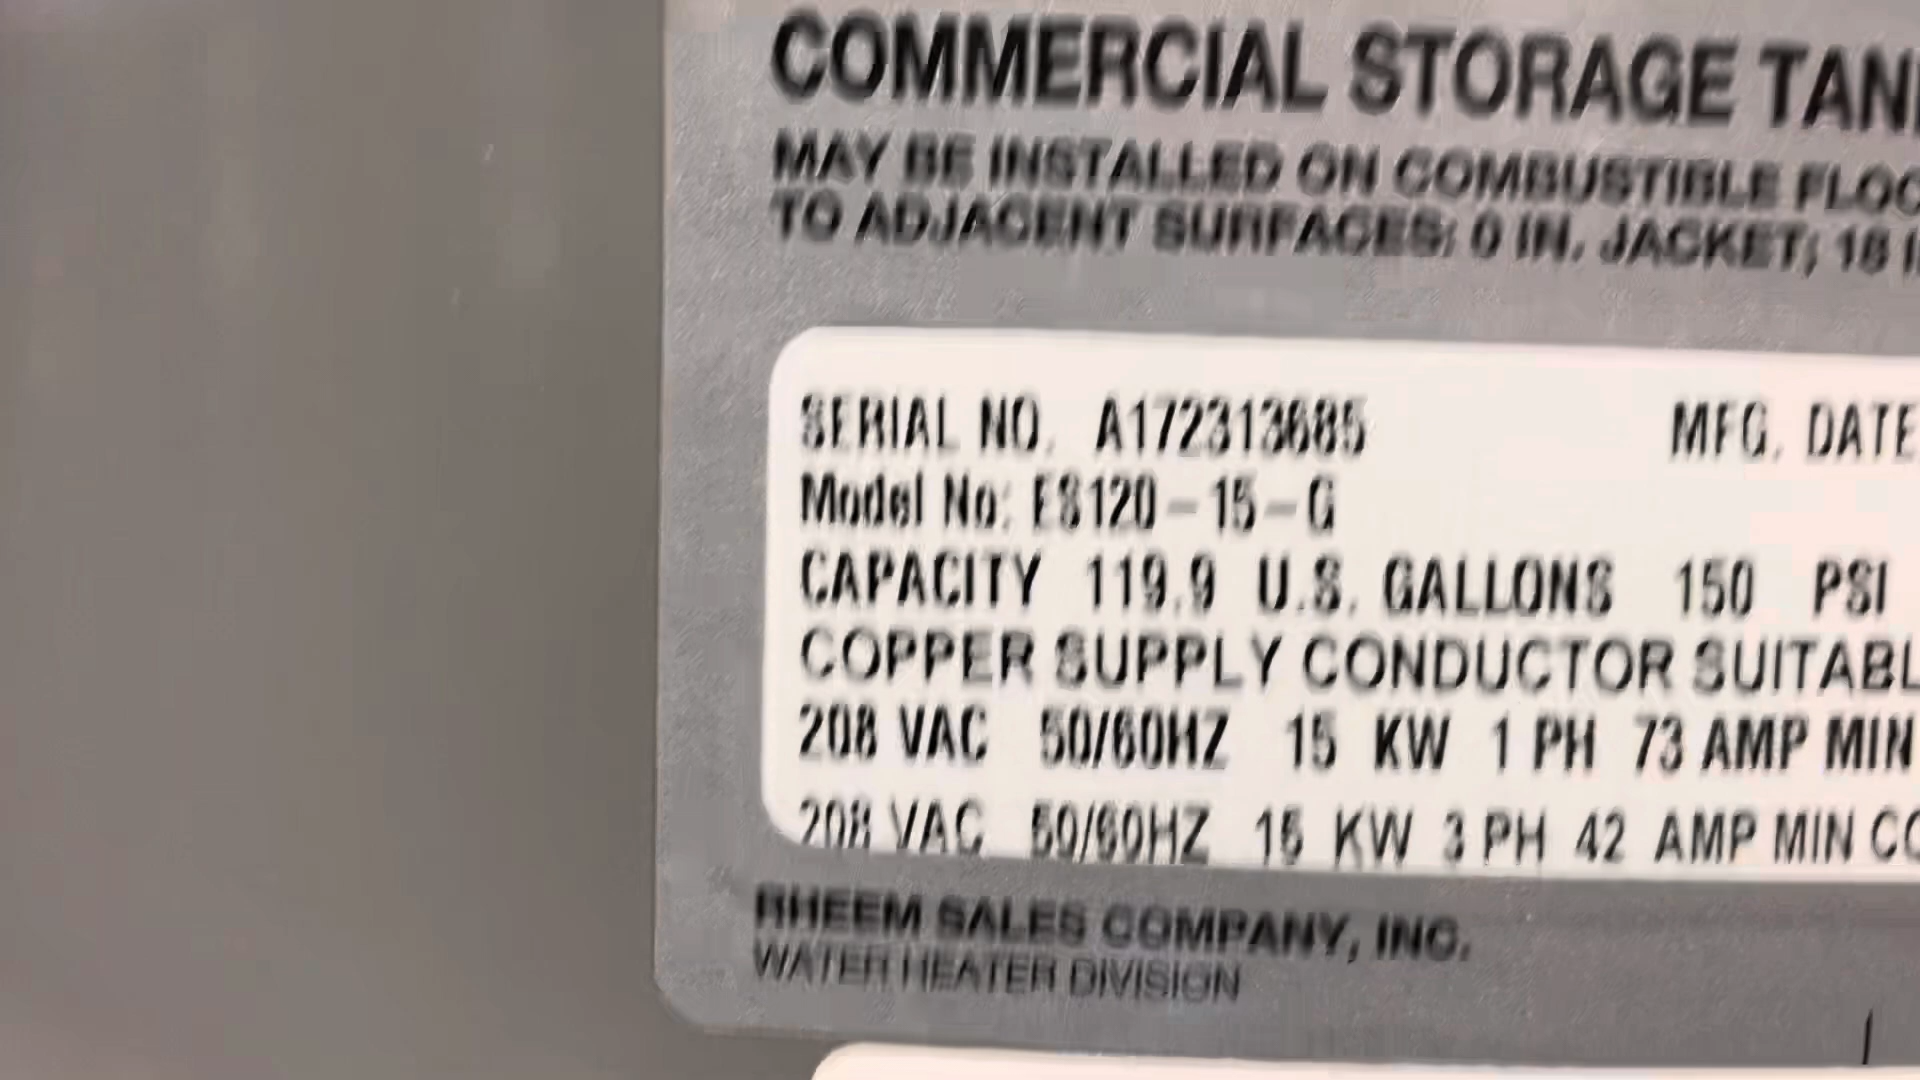 COMMERCIAL STORAGE TAN
MAY BE INSTALLED ON COMBUSTIBLE FLOO
TO ADJACENT SURFACES: 0 IN. JACKET; 18 I
SERIAL NO. A172313685 MFG. DATE
Model No: ES120-15-G
CAPACITY 119.9 U.S. GALLONS 150 PSI
COPPER SUPPLY CONDUCTOR SUITABL
208 VAC 50/60HZ 15 KW 1 PH 73 AMP MIN
208 VAC 50/60HZ 15 KW 3 PH 42 AMP MIN CO
RHEEM SALES COMPANY, INC.
WATER HEATER DIVISION